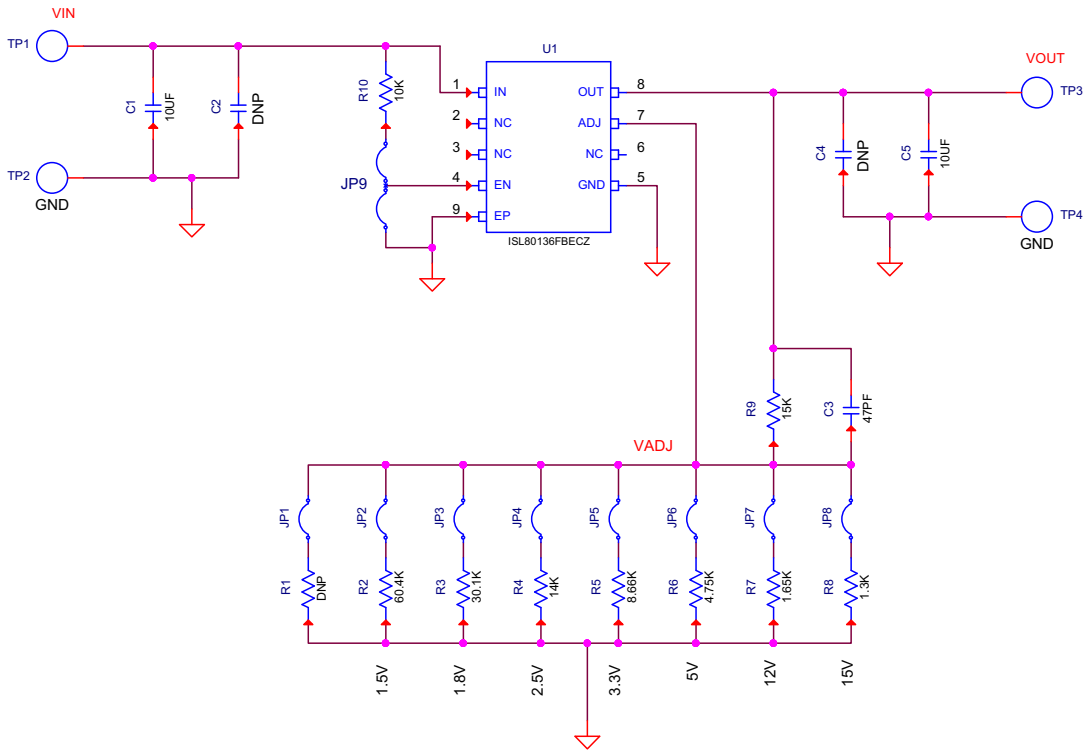 VIN
TP1
C1
10UF
C2
DNP
TP2
GND
R10
10K
JP9
U1
1 IN
2 NC
3 NC
4 EN
9 EP
OUT 8
ADJ 7
NC 6
GND 5
ISL80136FBECZ
VOUT
TP3
C4
DNP
C5
10UF
TP4
GND
R9
15K
C3
47PF
VADJ
JP1
JP2
JP3
JP4
JP5
JP6
JP7
JP8
R1
DNP
R2
60.4K
R3
30.1K
R4
14K
R5
8.66K
R6
4.75K
R7
1.65K
R8
1.3K
1.5V
1.8V
2.5V
3.3V
5V
12V
15V